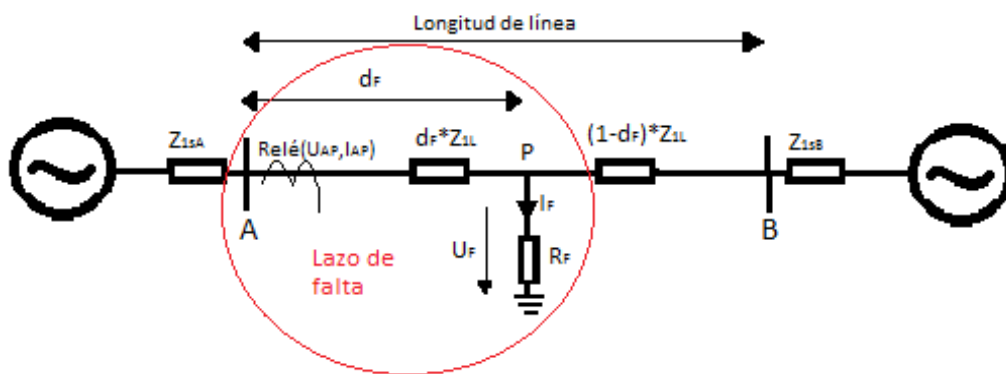 Longitud de línea
dF
Z1sA
Relé(UAP,IAP)
dF*Z1L
P
(1-dF)*Z1L
Z1sB
A
IF
B
UF
RF
Lazo de
falta